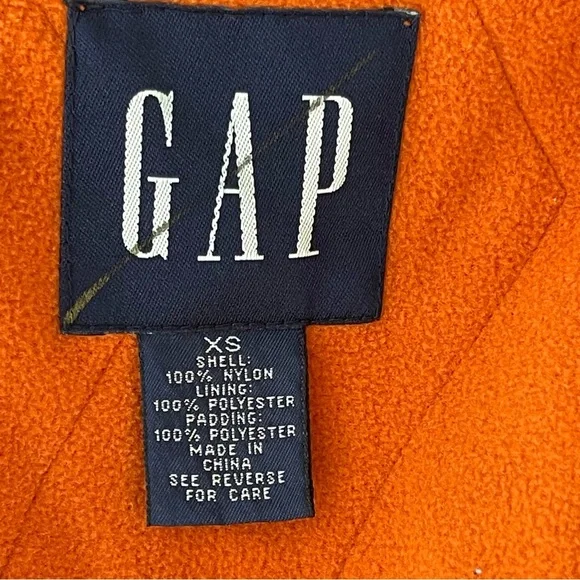 GAP
XS
SHELL:
100% NYLON
LINING:
100% POLYESTER
PADDING:
100% POLYESTER
MADE IN
CHINA
SEE REVERSE
FOR CARE